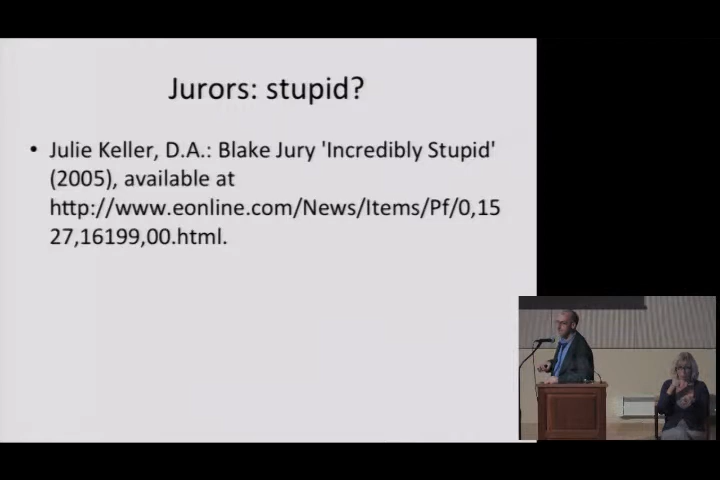 Jurors: stupid?
• Julie Keller, D.A.: Blake Jury 'Incredibly Stupid'
(2005), available at
http://www.eonline.com/News/Items/Pf/0,15
27,16199,00.html.